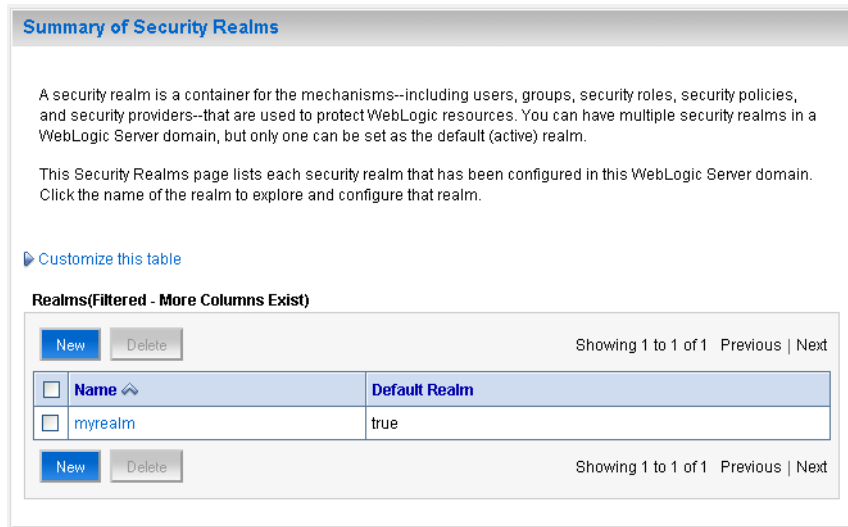 Summary of Security Realms
A security realm is a container for the mechanisms--including users, groups, security roles, security policies,
and security providers--that are used to protect WebLogic resources. You can have multiple security realms in a
WebLogic Server domain, but only one can be set as the default (active) realm.
This Security Realms page lists each security realm that has been configured in this WebLogic Server domain.
Click the name of the realm to explore and configure that realm.
Customize this table
Realms(Filtered - More Columns Exist)
New Delete Showing 1 to 1 of 1 Previous | Next
Name Default Realm
myrealm true
New Delete Showing 1 to 1 of 1 Previous | Next